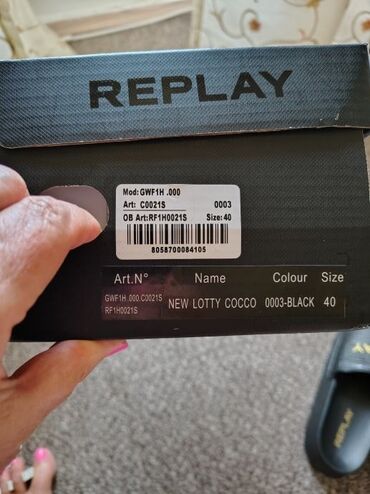 REPLAY
Mod: GWF1H .000
Art: C0021S 0003
OB Art:RF1H0021S Size: 40
8058700084105
Art.N° Name Colour Size
GWF1H .000.C0021S
RF1H0021S
NEW LOTTY COCCO 0003-BLACK 40
REPLAY